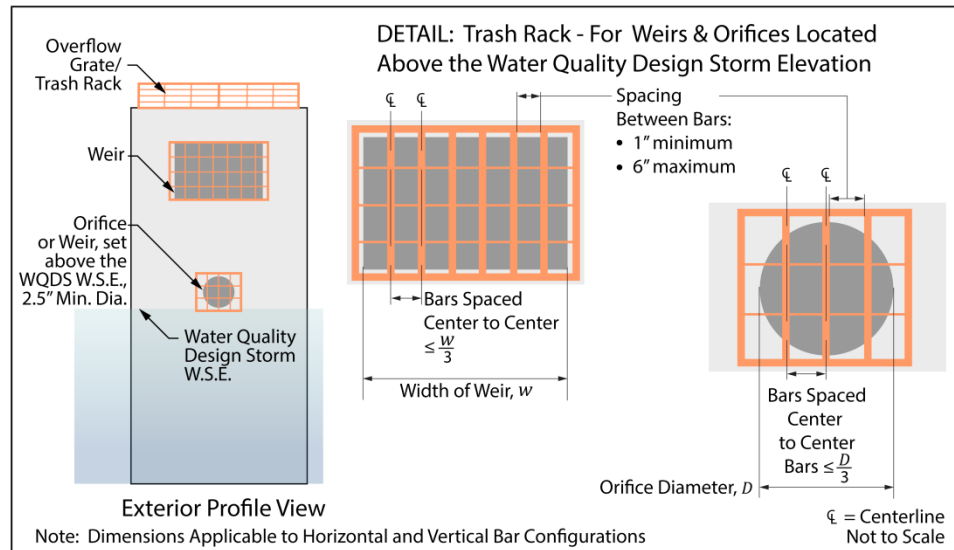 DETAIL: Trash Rack - For Weirs & Orifices Located
Above the Water Quality Design Storm Elevation
Overflow
Grate/
Trash Rack
Weir
Orifice
or Weir, set
above the
WQDS W.S.E.,
2.5" Min. Dia.
Water Quality
Design Storm
W.S.E.
Exterior Profile View
℄ ℄
Bars Spaced
Center to Center
≤ W/3
Width of Weir, W
Spacing
Between Bars:
• 1" minimum
• 6" maximum
℄ ℄
Bars Spaced
Center
to Center
Bars ≤ D/3
Orifice Diameter, D
℄ = Centerline
Not to Scale
Note: Dimensions Applicable to Horizontal and Vertical Bar Configurations